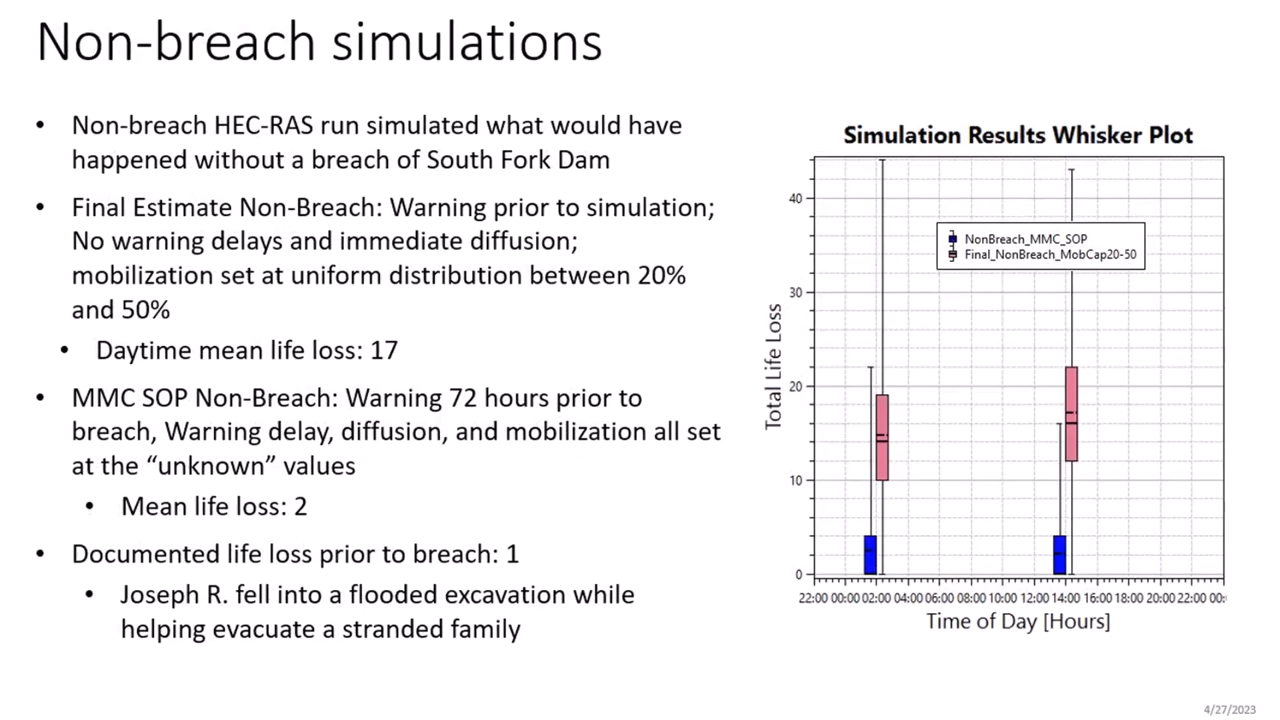 Non-breach simulations
• Non-breach HEC-RAS run simulated what would have
happened without a breach of South Fork Dam
• Final Estimate Non-Breach: Warning prior to simulation;
No warning delays and immediate diffusion;
mobilization set at uniform distribution between 20%
and 50%
• Daytime mean life loss: 17
• MMC SOP Non-Breach: Warning 72 hours prior to
breach, Warning delay, diffusion, and mobilization all set
at the “unknown” values
• Mean life loss: 2
• Documented life loss prior to breach: 1
• Joseph R. fell into a flooded excavation while
helping evacuate a stranded family
Simulation Results Whisker Plot
NonBreach_MMC_SOP
Final_NonBreach_MobCap20-50
Total Life Loss
40
30
20
10
0
22:00 00:00 02:00 04:00 06:00 08:00 10:00 12:00 14:00 16:00 18:00 20:00 22:00 00:
Time of Day [Hours]
4/27/2023